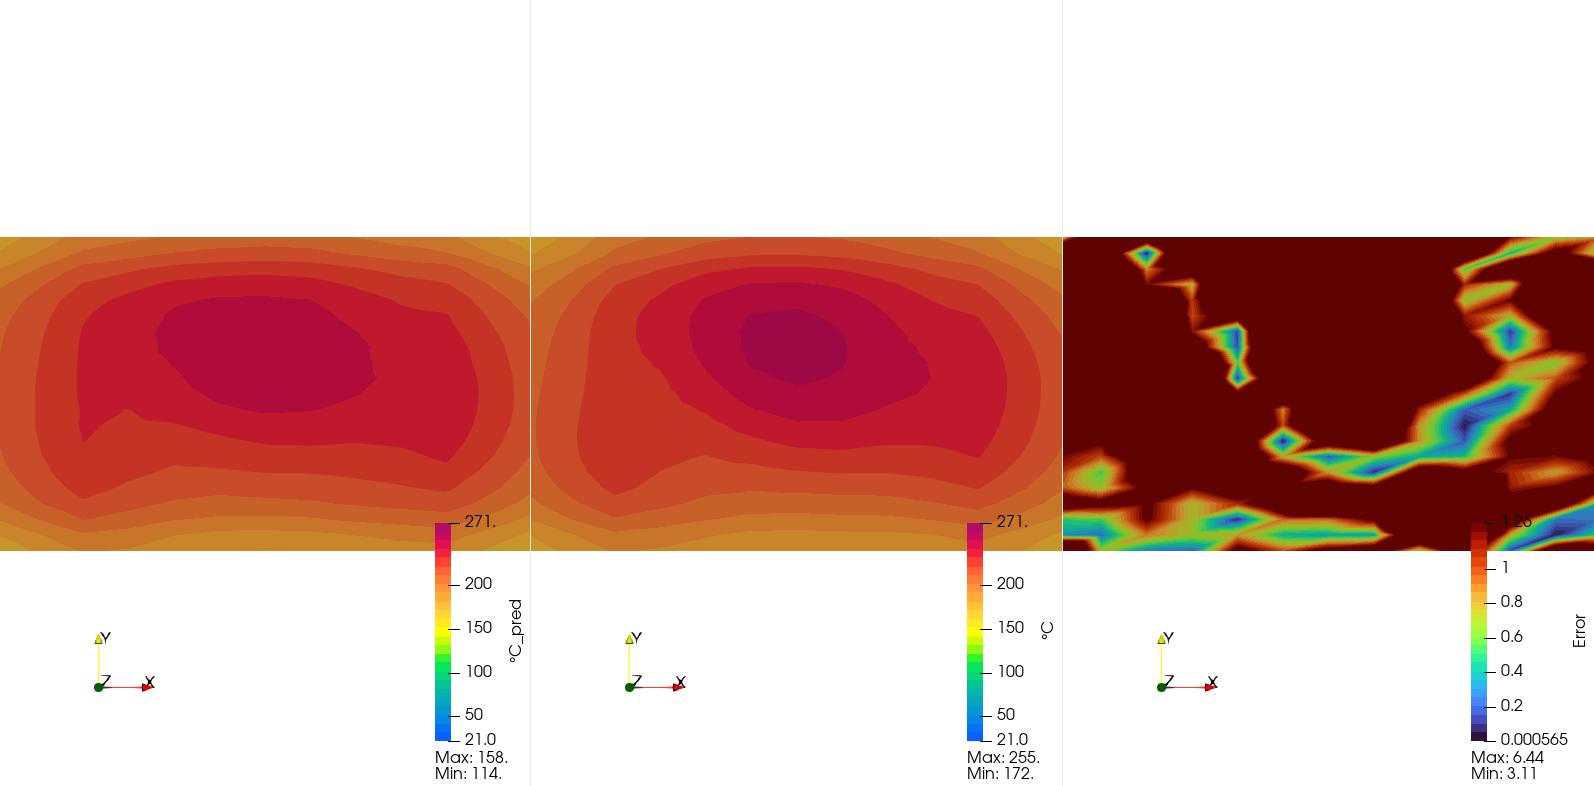 271.
200
150
100
50
21.0
°C_pred
Max: 158.
Min: 114.
Y
Z
X
271.
200
150
100
50
21.0
°C
Max: 255.
Min: 172.
Y
Z
X
1.26
1
0.8
0.6
0.4
0.2
0.000565
Error
Max: 6.44
Min: 3.11
Y
Z
X